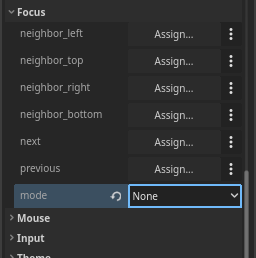 Focus
neighbor_left Assign...
neighbor_top Assign...
neighbor_right Assign...
neighbor_bottom Assign...
next Assign...
previous Assign...
mode None
Mouse
Input
Theme